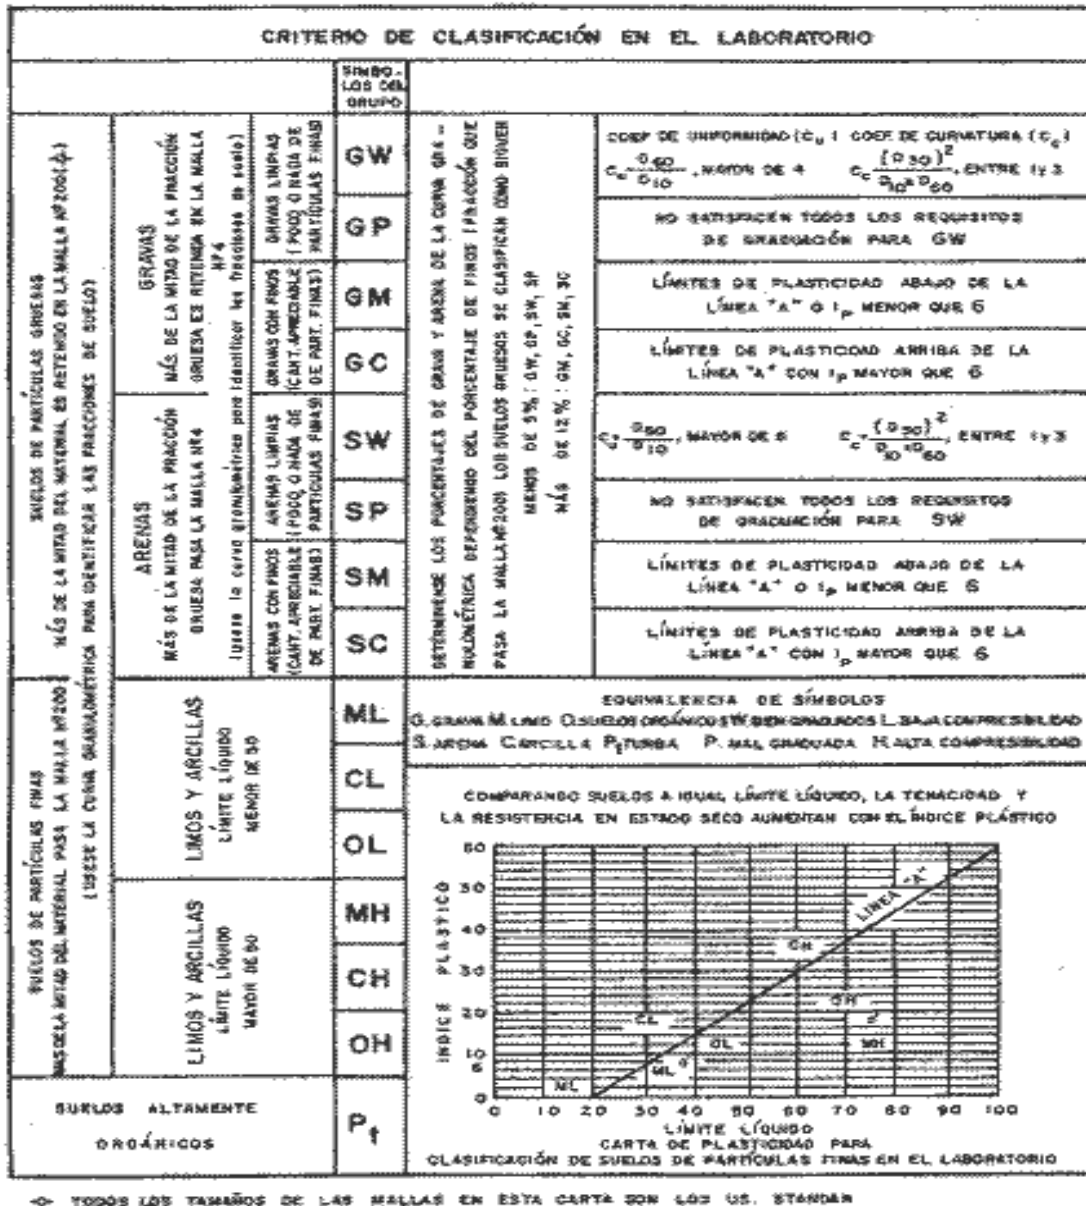 CRITERIO DE CLASIFICACIÓN EN EL LABORATORIO
SIMBO-
LOS DEL
GRUPO
SUELOS DE PARTÍCULAS GRUESAS
MÁS DE LA MITAD DEL MATERIAL ES RETENIDO EN LA MALLA Nº200
(USESE LA CURVA GRANULOMÉTRICA PARA IDENTIFICAR LAS FRACCIONES DE SUELO)
GRAVAS
MÁS DE LA MITAD DE LA FRACCIÓN
GRUESA ES RETENIDA EN LA MALLA
Nº4
(usese la curva granulométrica para identificar las fracciones de suelo)
GRAVAS LIMPIAS
(POCO O NADA DE
PARTÍCULAS FINAS)
GW
GP
GRAVAS CON FINOS
(CANT. APRECIABLE
DE PART. FINAS)
GM
GC
ARENAS
MÁS DE LA MITAD DE LA FRACCIÓN
GRUESA PASA LA MALLA Nº4
ARENAS LIMPIAS
(POCO O NADA DE
PARTICULAS FINAS)
SW
SP
ARENAS CON FINOS
(CANT. APRECIABLE
DE PART. FINAS)
SM
SC
DETERMINENSE LOS PORCENTAJES DE GRAVA Y ARENA DE LA CURVA GRA-
NULOMÉTRICA DEPENDIENDO DEL PORCENTAJE DE FINOS (FRACCIÓN QUE
PASA LA MALLA Nº200) LOS SUELOS GRUESOS SE CLASIFICAN COMO SIGUEN
MENOS DE 5%: GW, GP, SW, SP
MÁS DE 12%: GM, GC, SM, SC
COEF DE UNIFORMIDAD (Cu) COEF. DE CURVATURA (Cc)
Cu = D60 / D10, MAYOR DE 4 Cc (D30)² / D10 x D60, ENTRE 1 y 3
NO SATISFACEN TODOS LOS REQUISITOS
DE GRADUACIÓN PARA GW
LÍMITES DE PLASTICIDAD ABAJO DE LA
LÍNEA "A" O Ip MENOR QUE 6
LÍMITES DE PLASTICIDAD ARRIBA DE LA
LÍNEA "A" CON Ip MAYOR QUE 6
Cu = D60 / D10, MAYOR DE 6 Cc = (D30)² / D10 x D60, ENTRE 1 y 3
NO SATISFACEN TODOS LOS REQUISITOS
DE GRADUACIÓN PARA SW
LÍMITES DE PLASTICIDAD ABAJO DE LA
LÍNEA "A" O Ip MENOR QUE 6
LÍMITES DE PLASTICIDAD ARRIBA DE LA
LÍNEA "A" CON Ip MAYOR QUE 6
SUELOS DE PARTÍCULAS FINAS
MAS DE LA MITAD DEL MATERIAL PASA LA MALLA Nº200
LIMOS Y ARCILLAS
LÍMITE LÍQUIDO
MENOR DE 50
ML
CL
OL
LIMOS Y ARCILLAS
LÍMITE LÍQUIDO
MAYOR DE 50
MH
CH
OH
SUELOS ALTAMENTE
ORGÁNICOS
Pt
EQUIVALENCIA DE SÍMBOLOS
G. GRAVA M. LIMO O. SUELOS ORGÁNICOS W. BIEN GRADUADOS L. BAJA COMPRESIBILIDAD
S. ARENA C. ARCILLA Pt TURBA P. MAL GRADUADA H. ALTA COMPRESIBILIDAD
COMPARANDO SUELOS A IGUAL LÍMITE LÍQUIDO, LA TENACIDAD Y
LA RESISTENCIA EN ESTADO SECO AUMENTAN CON EL ÍNDICE PLÁSTICO
INDICE PLASTICO
60
50
40
30
20
10
6
0
LINEA "A"
CH
OH
ó
MH
CL
OL
ó
ML
ML
0 10 20 30 40 50 60 70 80 90 100
LÍMITE LÍQUIDO
CARTA DE PLASTICIDAD PARA
CLASIFICACIÓN DE SUELOS DE PARTÍCULAS FINAS EN EL LABORATORIO
TODOS LOS TAMAÑOS DE LAS MALLAS EN ESTA CARTA SON LOS US. STANDAR